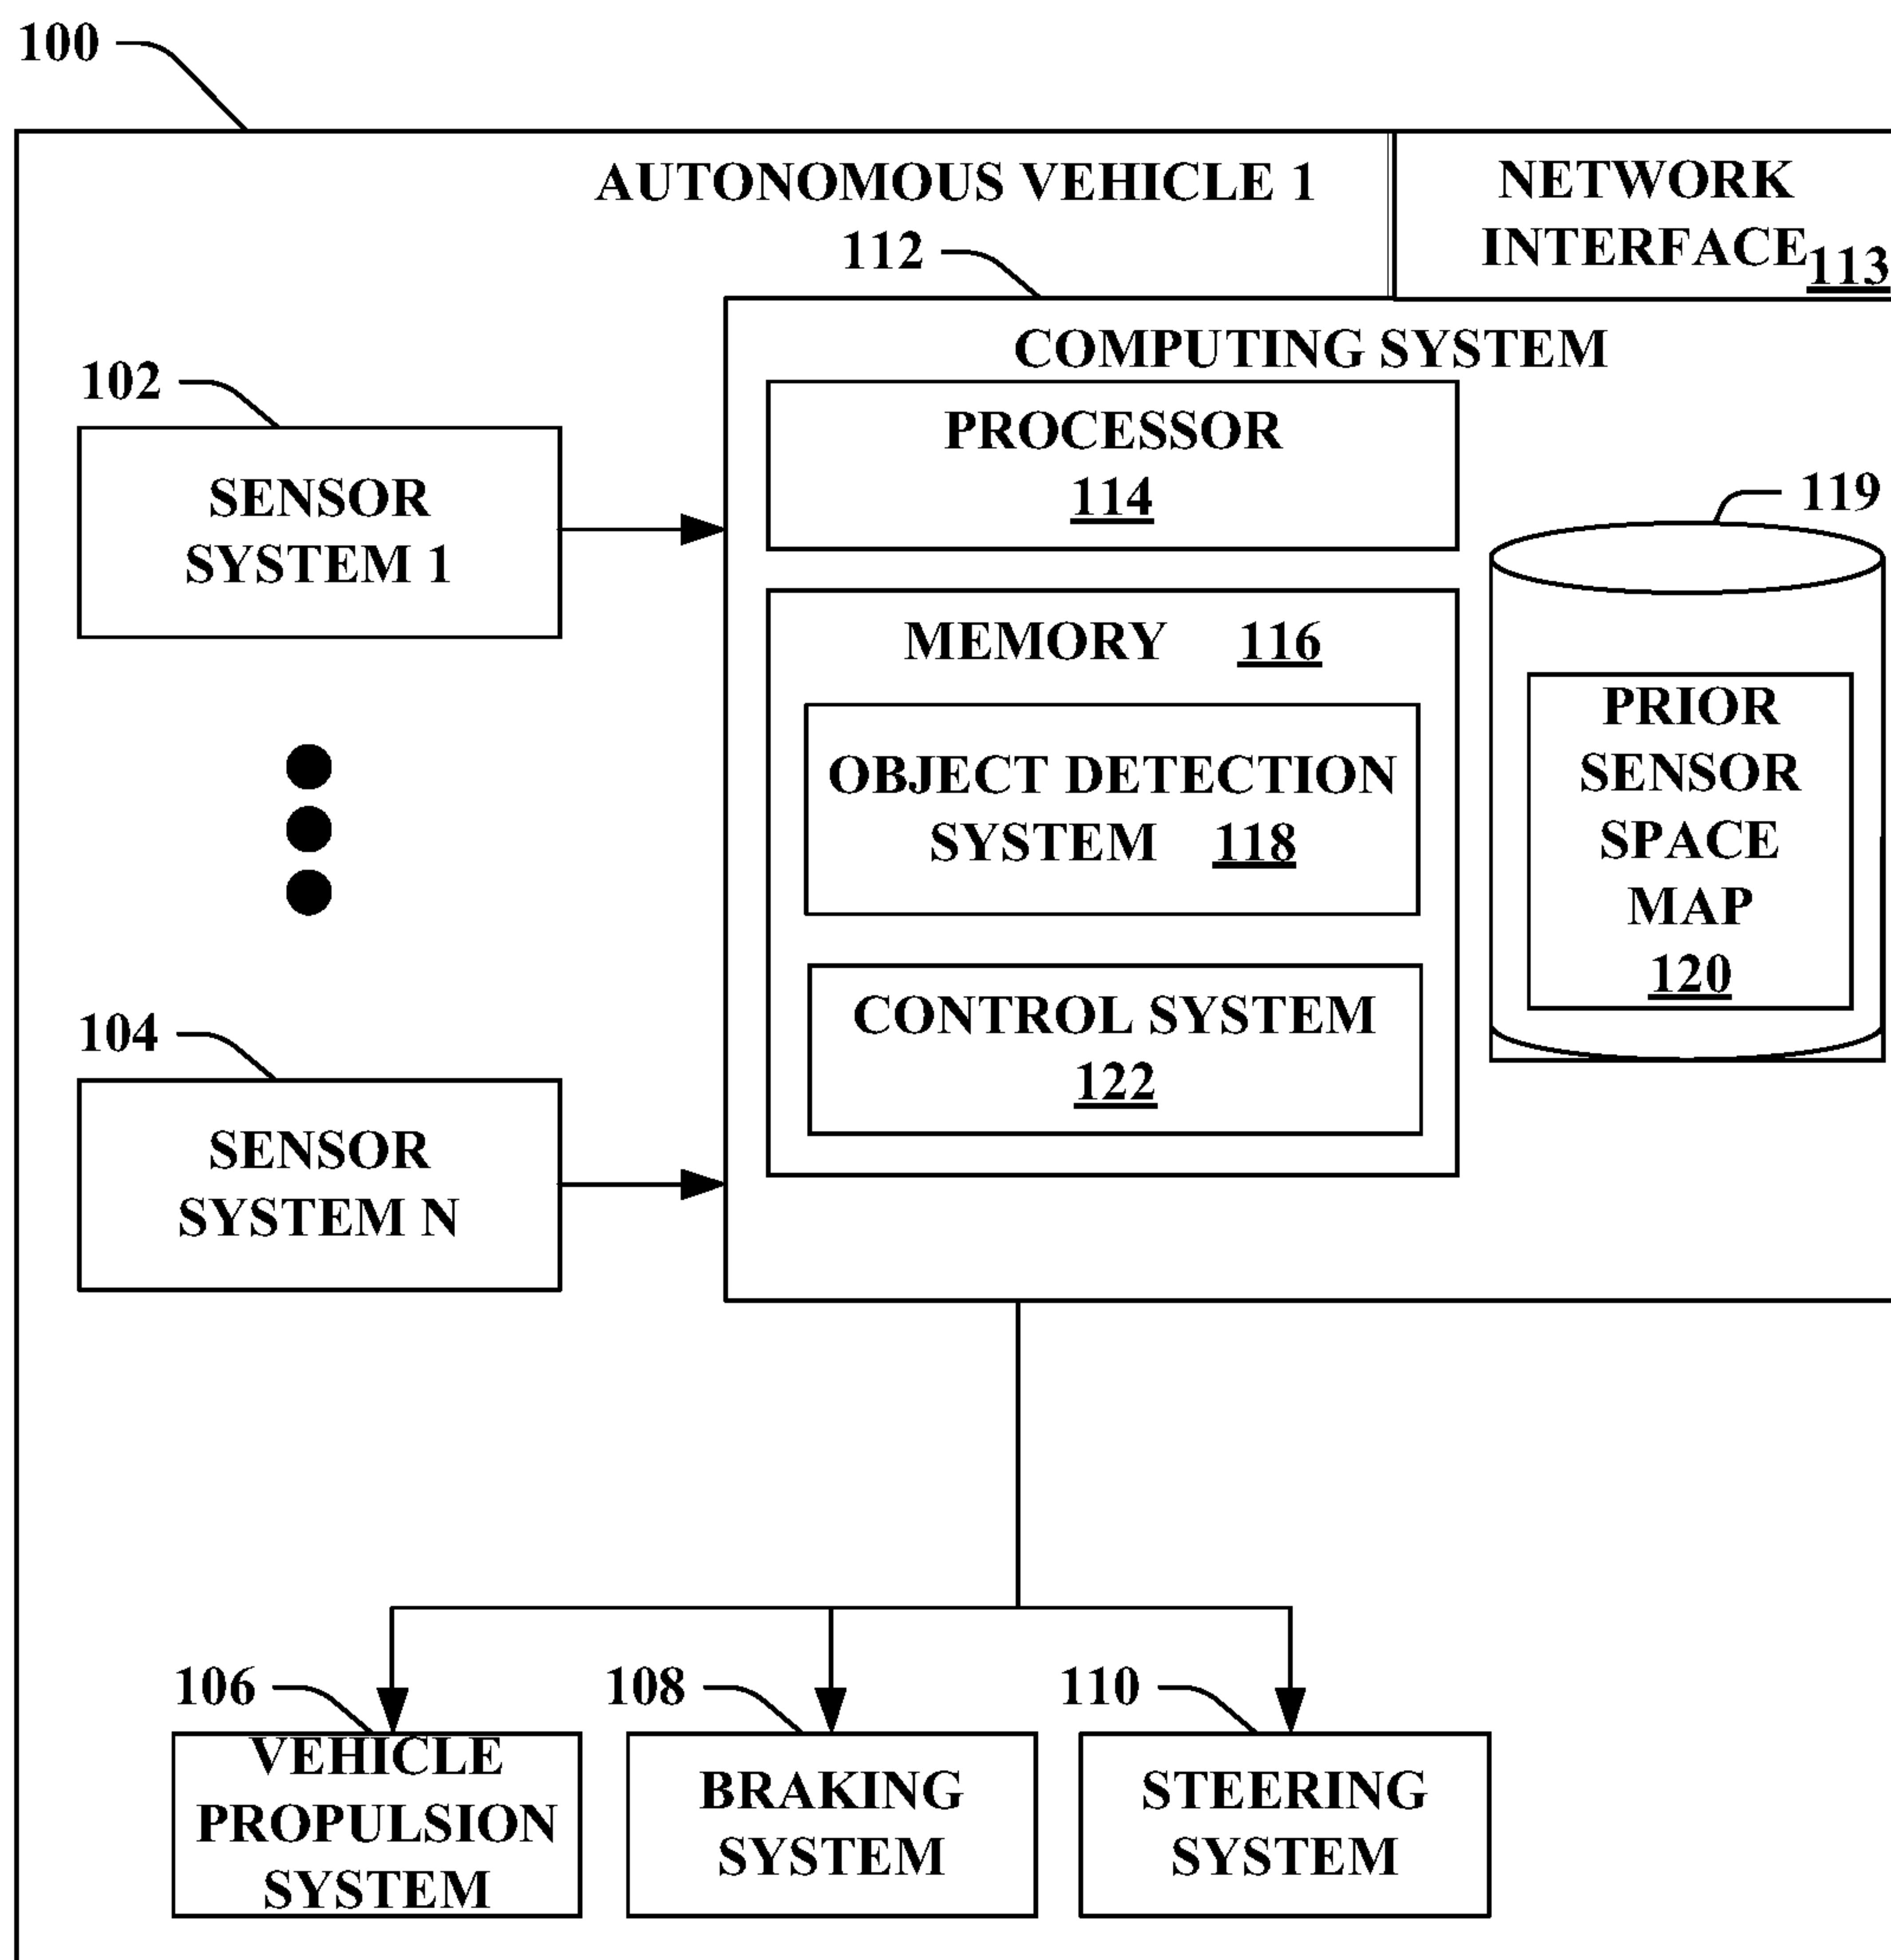 100
AUTONOMOUS VEHICLE 1
NETWORK
INTERFACE 113
112
COMPUTING SYSTEM
102
SENSOR
SYSTEM 1
PROCESSOR
114
119
MEMORY 116
OBJECT DETECTION
SYSTEM 118
PRIOR
SENSOR
SPACE
MAP
120
CONTROL SYSTEM
122
104
SENSOR
SYSTEM N
106
VEHICLE
PROPULSION
SYSTEM
108
BRAKING
SYSTEM
110
STEERING
SYSTEM